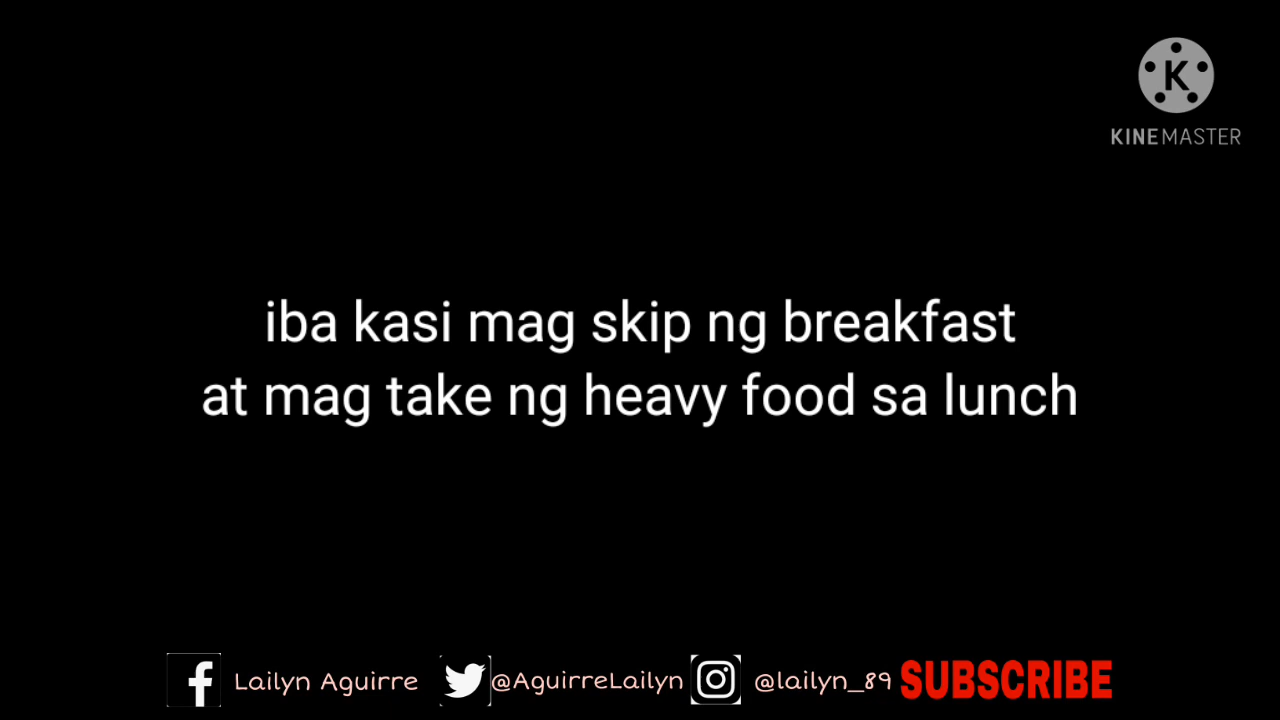 K
KINEMASTER
iba kasi mag skip ng breakfast
at mag take ng heavy food sa lunch
Lailyn Aguirre @AguirreLailyn @lailyn_89 SUBSCRIBE